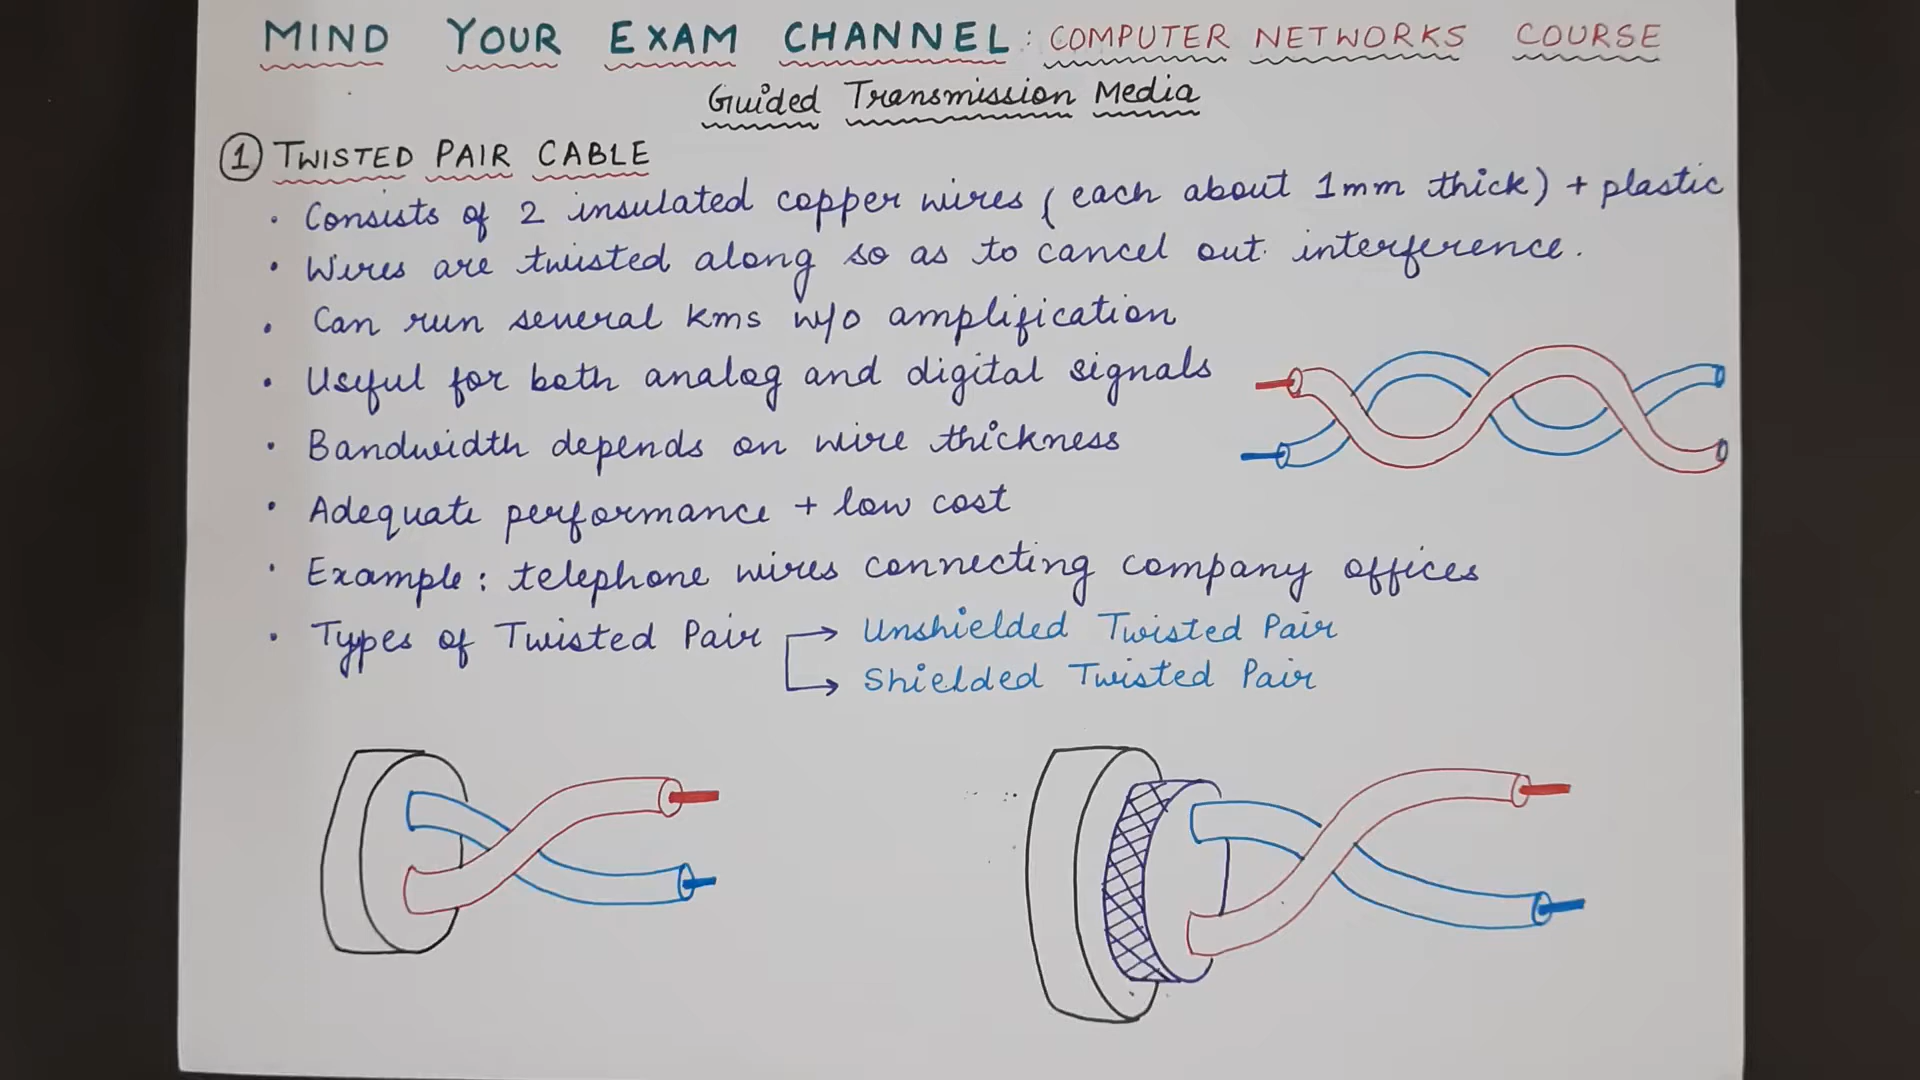 MIND YOUR EXAM CHANNEL: COMPUTER NETWORKS COURSE
Guided Transmission Media
1 TWISTED PAIR CABLE
• Consists of 2 insulated copper wires (each about 1mm thick) + plastic
• Wires are twisted along so as to cancel out interference.
• Can run several kms w/o amplification
• Useful for both analog and digital signals
• Bandwidth depends on wire thickness
• Adequate performance + low cost
• Example: telephone wires connecting company offices
• Types of Twisted Pair → Unshielded Twisted Pair
→ Shielded Twisted Pair